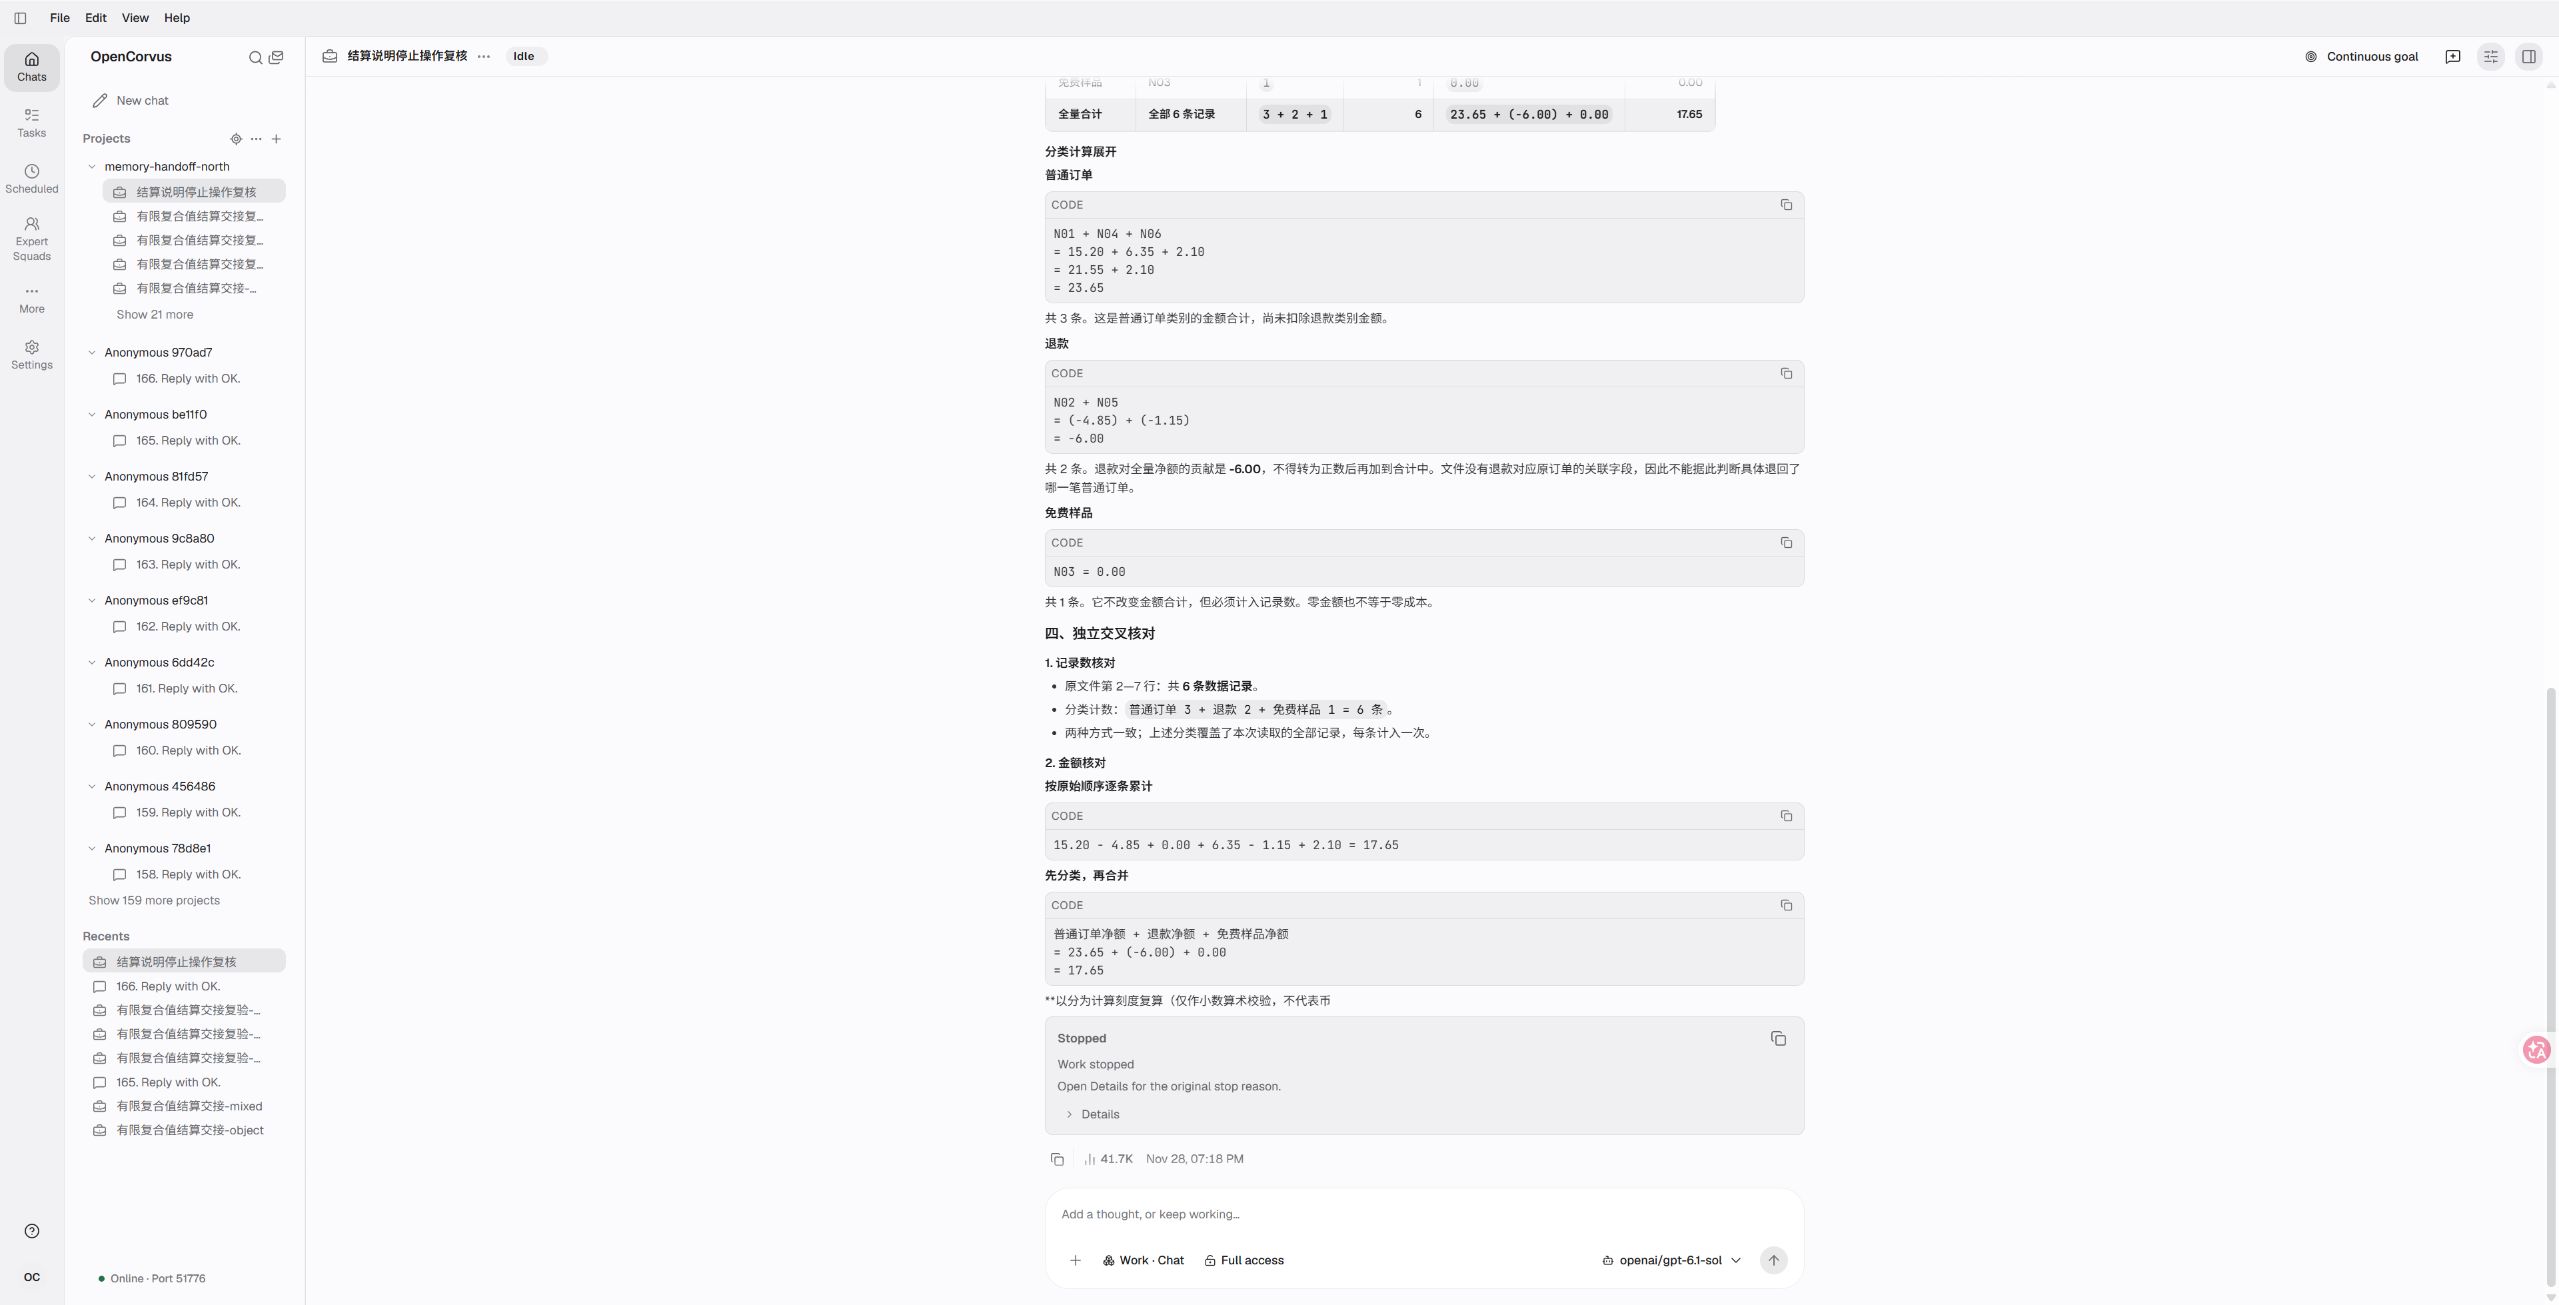 File Edit View Help
Chats
Tasks
Scheduled
Expert
Squads
More
Settings
OC
OpenCorvus
New chat
Projects
memory-handoff-north
结算说明停止操作复核
有限复合值结算交接复...
有限复合值结算交接复...
有限复合值结算交接复...
有限复合值结算交接-...
Show 21 more
Anonymous 970ad7
166. Reply with OK.
Anonymous be11f0
165. Reply with OK.
Anonymous 81fd57
164. Reply with OK.
Anonymous 9c8a80
163. Reply with OK.
Anonymous ef9c81
162. Reply with OK.
Anonymous 6dd42c
161. Reply with OK.
Anonymous 809590
160. Reply with OK.
Anonymous 456486
159. Reply with OK.
Anonymous 78d8e1
158. Reply with OK.
Show 159 more projects
Recents
结算说明停止操作复核
166. Reply with OK.
有限复合值结算交接复验-...
有限复合值结算交接复验-...
有限复合值结算交接复验-...
165. Reply with OK.
有限复合值结算交接-mixed
有限复合值结算交接-object
Online · Port 51776
结算说明停止操作复核 ... Idle
Continuous goal
免费样品 N03 1 1 0.00 0.00
全量合计 全部 6 条记录 3 + 2 + 1 6 23.65 + (-6.00) + 0.00 17.65
分类计算展开
普通订单
CODE
N01 + N04 + N06
= 15.20 + 6.35 + 2.10
= 21.55 + 2.10
= 23.65
共 3 条。这是普通订单类别的金额合计，尚未扣除退款类别金额。
退款
CODE
N02 + N05
= (-4.85) + (-1.15)
= -6.00
共 2 条。退款对全量净额的贡献是 -6.00，不得转为正数后再加到合计中。文件没有退款对应原订单的关联字段，因此不能据此判断具体退回了
哪一笔普通订单。
免费样品
CODE
N03 = 0.00
共 1 条。它不改变金额合计，但必须计入记录数。零金额也不等于零成本。
四、独立交叉核对
1. 记录数核对
• 原文件第 2—7 行：共 6 条数据记录。
• 分类计数：普通订单 3 + 退款 2 + 免费样品 1 = 6 条。
• 两种方式一致；上述分类覆盖了本次读取的全部记录，每条计入一次。
2. 金额核对
按原始顺序逐条累计
CODE
15.20 - 4.85 + 0.00 + 6.35 - 1.15 + 2.10 = 17.65
先分类，再合并
CODE
普通订单净额 + 退款净额 + 免费样品净额
= 23.65 + (-6.00) + 0.00
= 17.65
**以分为计算刻度复算（仅作小数算术校验，不代表币
Stopped
Work stopped
Open Details for the original stop reason.
Details
41.7K Nov 28, 07:18 PM
Add a thought, or keep working...
Work · Chat Full access openai/gpt-6.1-sol